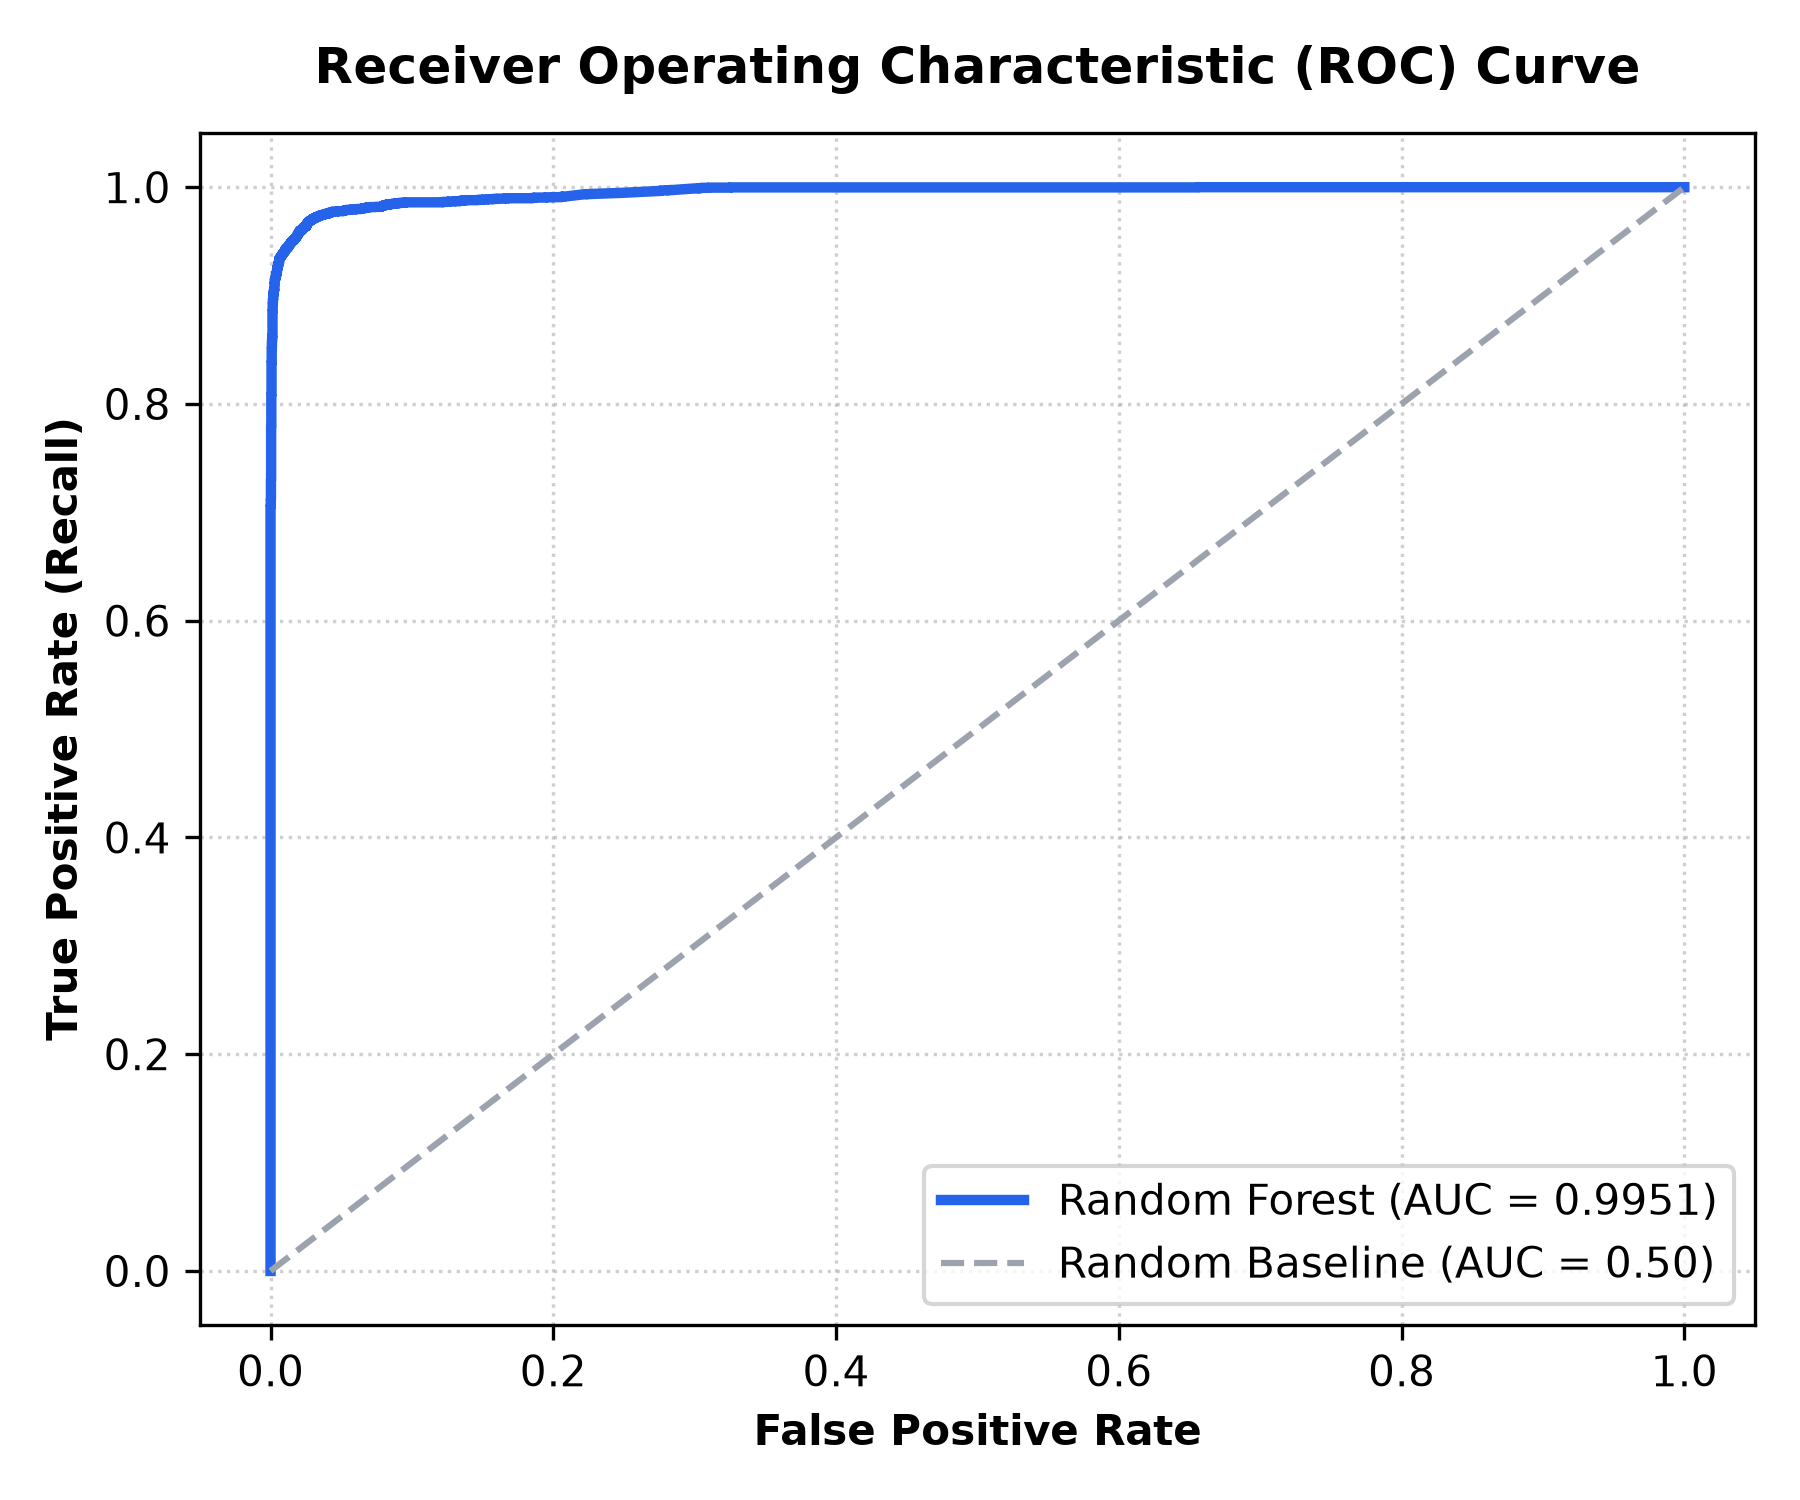 Receiver Operating Characteristic (ROC) Curve
True Positive Rate (Recall)
1.0
0.8
0.6
0.4
0.2
0.0
Random Forest (AUC = 0.9951)
Random Baseline (AUC = 0.50)
0.0 0.2 0.4 0.6 0.8 1.0
False Positive Rate